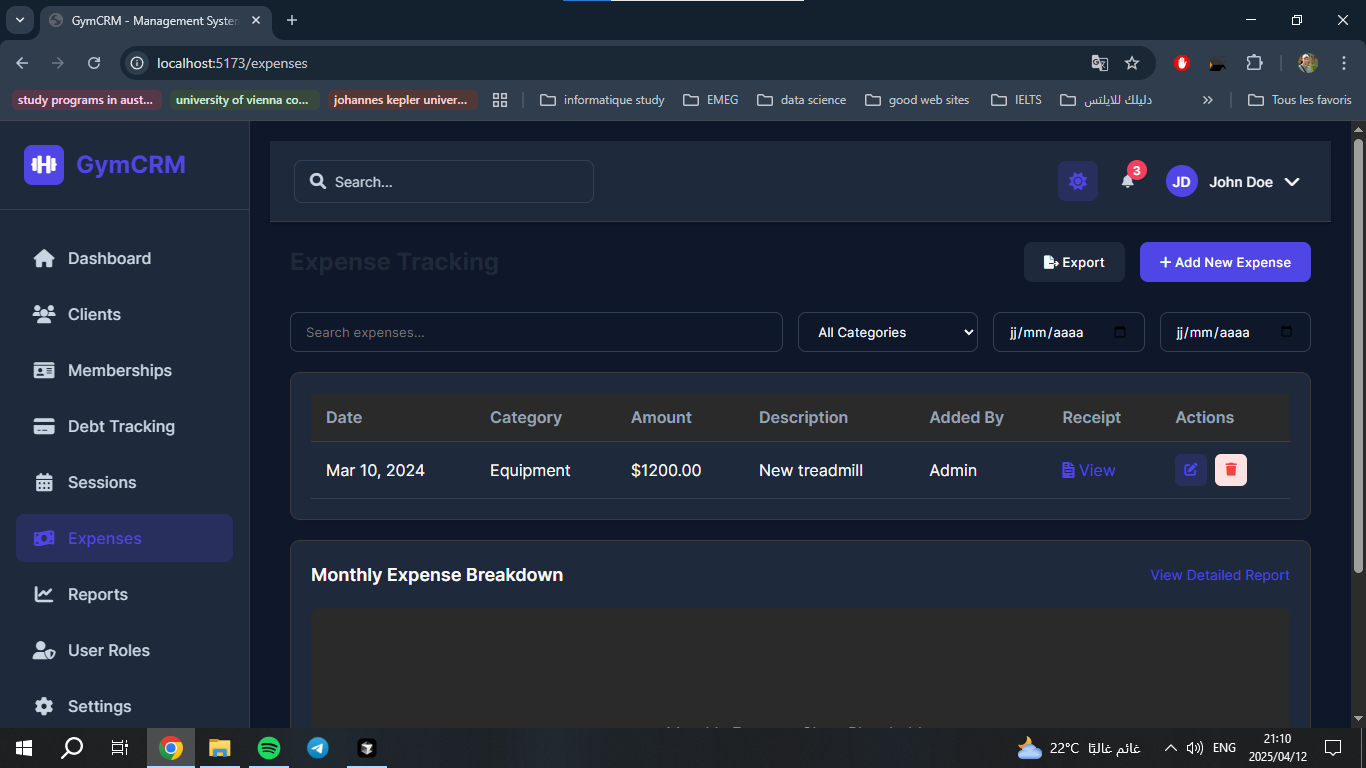 GymCRM - Management System
localhost:5173/expenses
study programs in aust...
university of vienna co...
johannes kepler univer...
informatique study
EMEG
data science
good web sites
IELTS
دليلك للايلتس
»
Tous les favoris
GymCRM
Search...
3
JD
John Doe
Dashboard
Clients
Memberships
Debt Tracking
Sessions
Expenses
Reports
User Roles
Settings
Expense Tracking
Export
+ Add New Expense
Search expenses...
All Categories
jj/mm/aaaa
jj/mm/aaaa
Date Category Amount Description Added By Receipt Actions
Mar 10, 2024 Equipment $1200.00 New treadmill Admin View
Monthly Expense Breakdown
View Detailed Report
22°C غائم غالبًا
ENG
21:10
2025/04/12